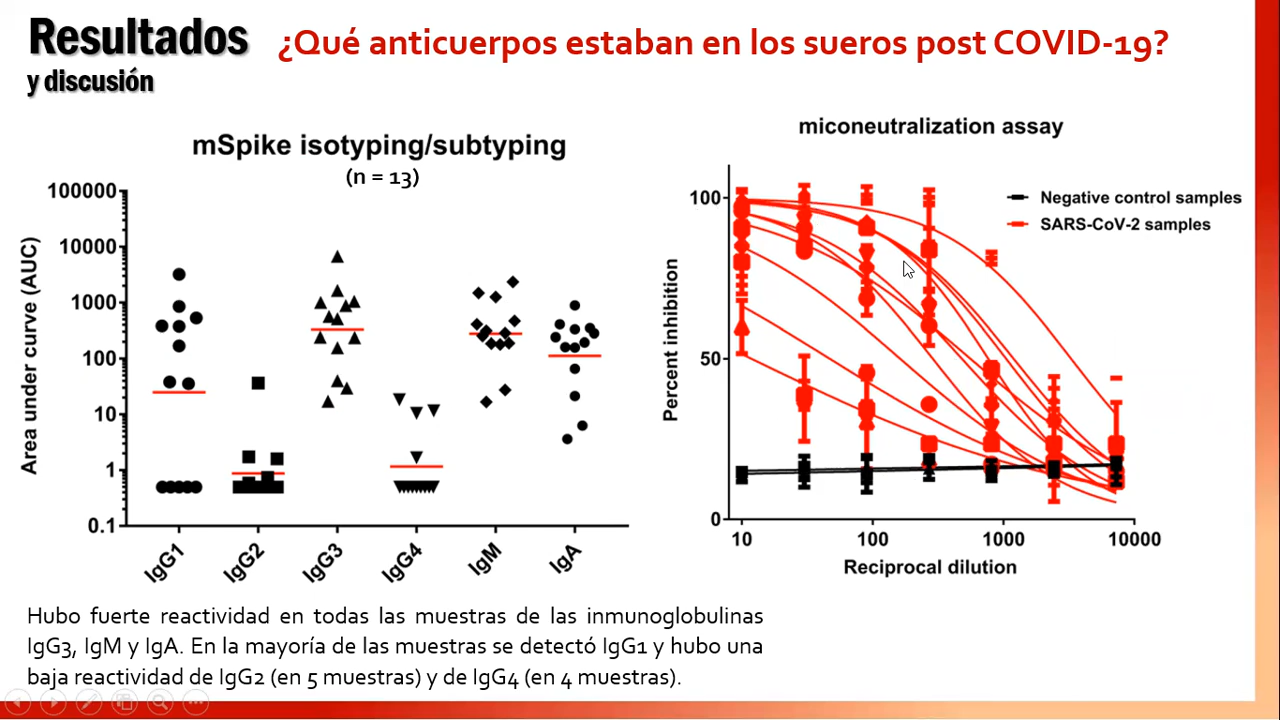 Resultados
y discusión
¿Qué anticuerpos estaban en los sueros post COVID-19?
mSpike isotyping/subtyping
(n = 13)
Area under curve (AUC)
100000
10000
1000
100
10
1
0.1
IgG1
IgG2
IgG3
IgG4
IgM
IgA
miconeutralization assay
Negative control samples
SARS-CoV-2 samples
Percent inhibition
100
50
0
10
100
1000
10000
Reciprocal dilution
Hubo fuerte reactividad en todas las muestras de las inmunoglobulinas
IgG3, IgM y IgA. En la mayoría de las muestras se detectó IgG1 y hubo una
baja reactividad de IgG2 (en 5 muestras) y de IgG4 (en 4 muestras).